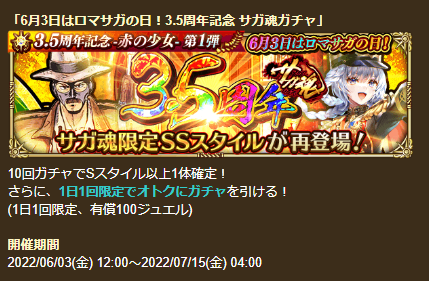 「6月3日はロマサガの日!3.5周年記念 サガ魂ガチャ」
3.5周年記念 -赤の少女- 第1弾
6月3日はロマサガの日!
3.5周年
サガ魂
サガ魂限定SSスタイルが再登場!
10回ガチャでSスタイル以上1体確定!
さらに、1日1回限定でオトクにガチャを引ける!
(1日1回限定、有償100ジュエル)
開催期間
2022/06/03(金) 12:00～2022/07/15(金) 04:00